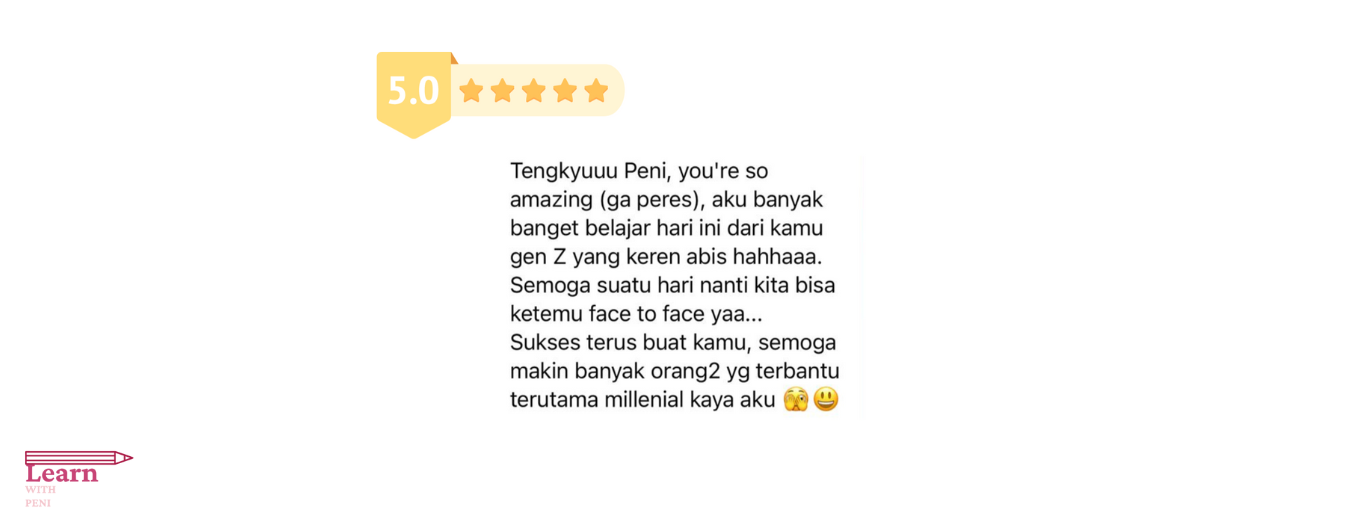 5.0
Tengkyuuu Peni, you're so
amazing (ga peres), aku banyak
banget belajar hari ini dari kamu
gen Z yang keren abis hahhaaa.
Semoga suatu hari nanti kita bisa
ketemu face to face yaa...
Sukses terus buat kamu, semoga
makin banyak orang2 yg terbantu
terutama millenial kaya aku 🫣😃
Learn
WITH
PENI